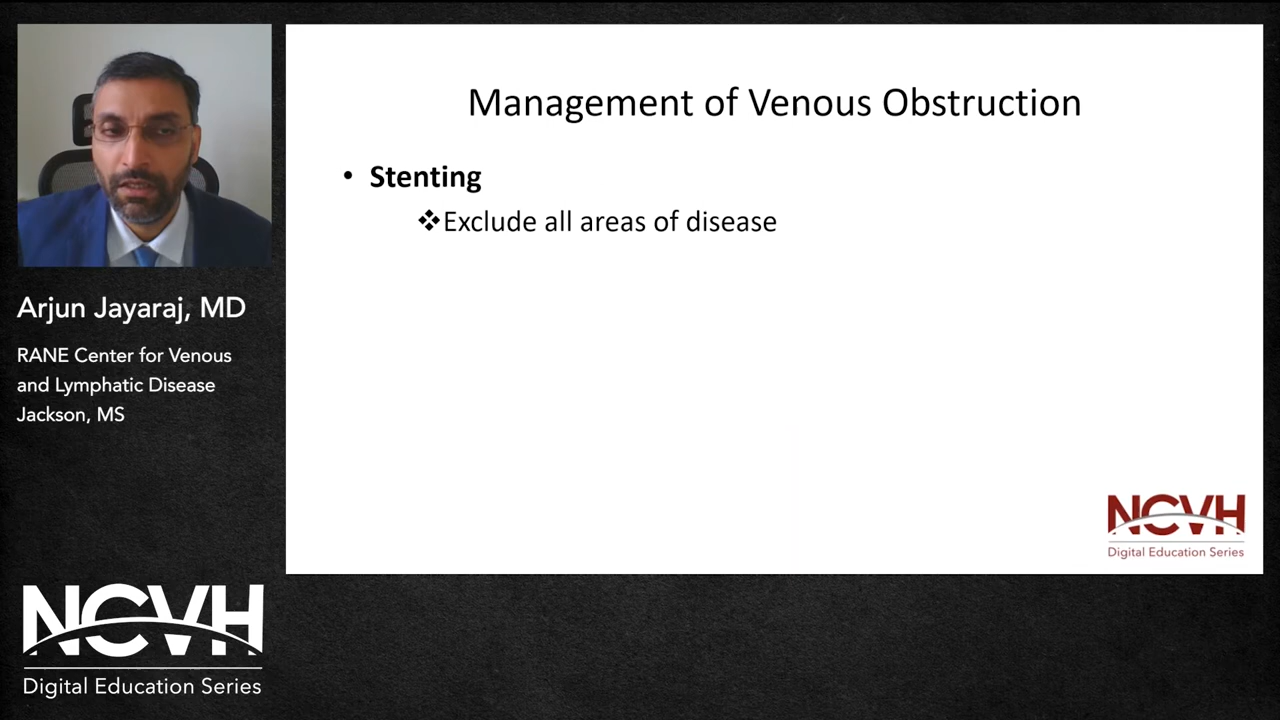 Management of Venous Obstruction
• Stenting
❖Exclude all areas of disease
Arjun Jayaraj, MD
RANE Center for Venous
and Lymphatic Disease
Jackson, MS
NCVH
Digital Education Series
NCVH
Digital Education Series